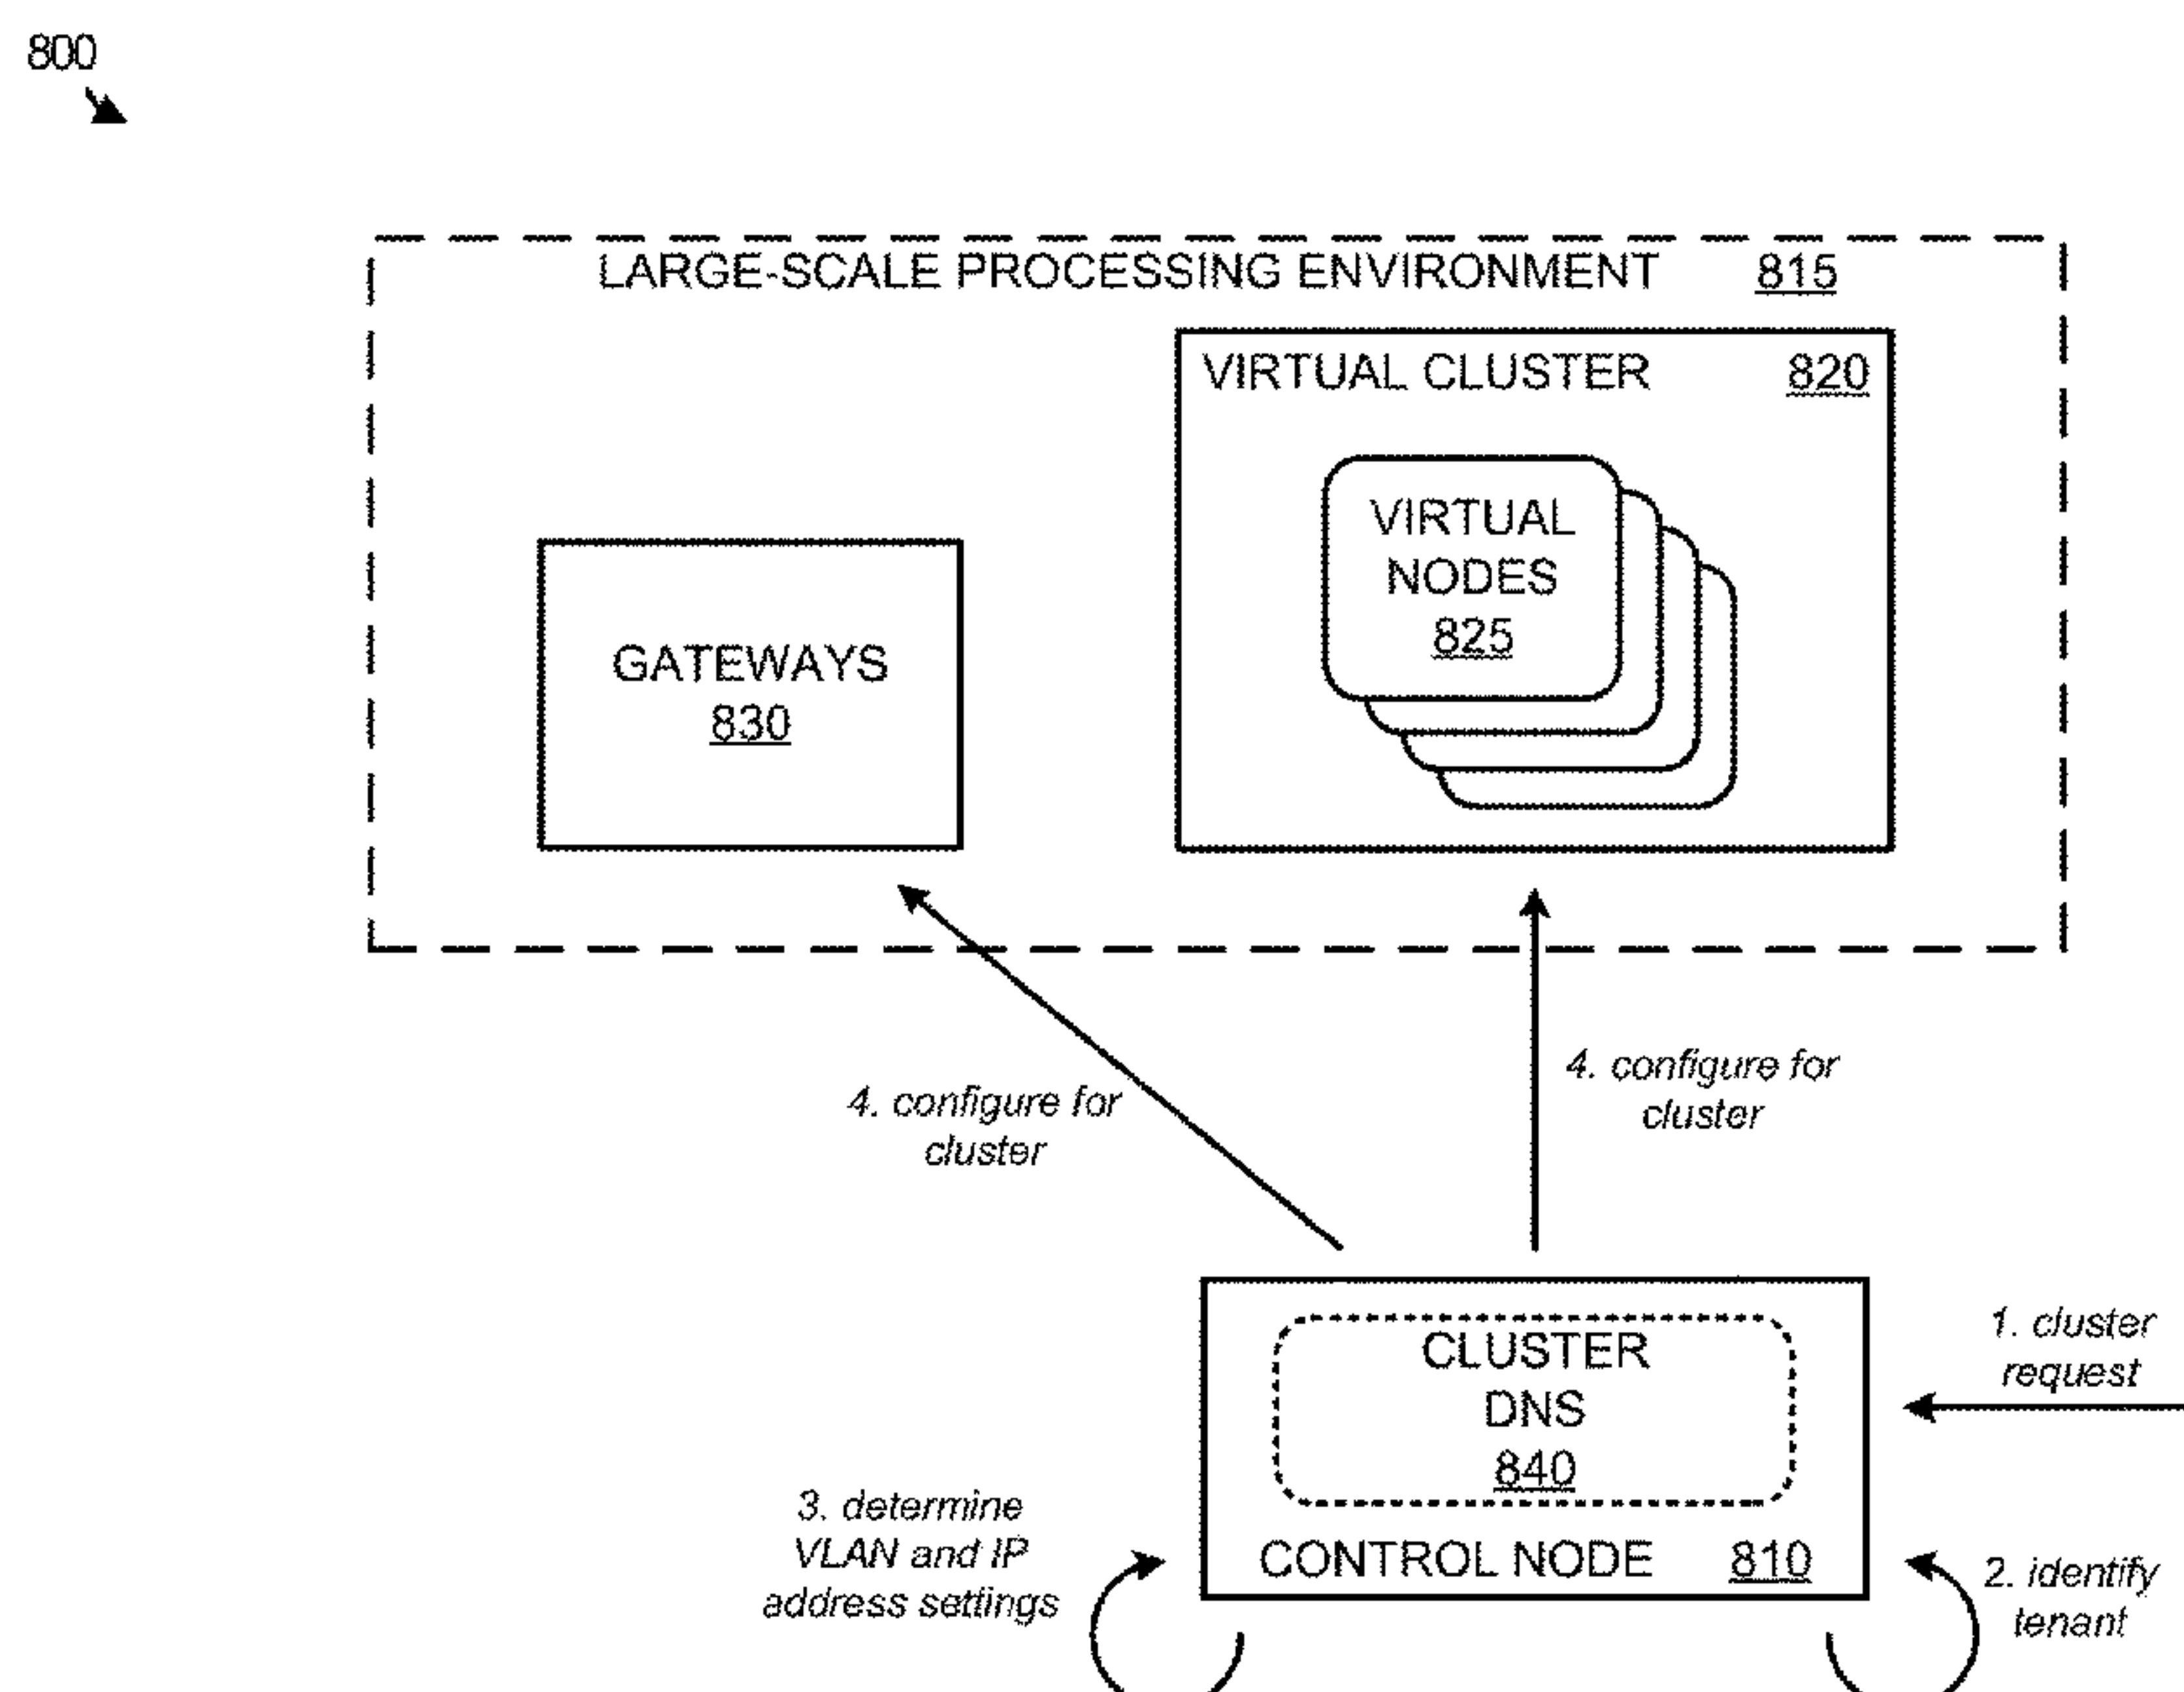 800
LARGE-SCALE PROCESSING ENVIRONMENT 815
VIRTUAL CLUSTER 820
VIRTUAL
NODES
825
GATEWAYS
830
4. configure for
cluster
4. configure for
cluster
CLUSTER
DNS
840
CONTROL NODE 810
1. cluster
request
2. identify
tenant
3. determine
VLAN and IP
address settings